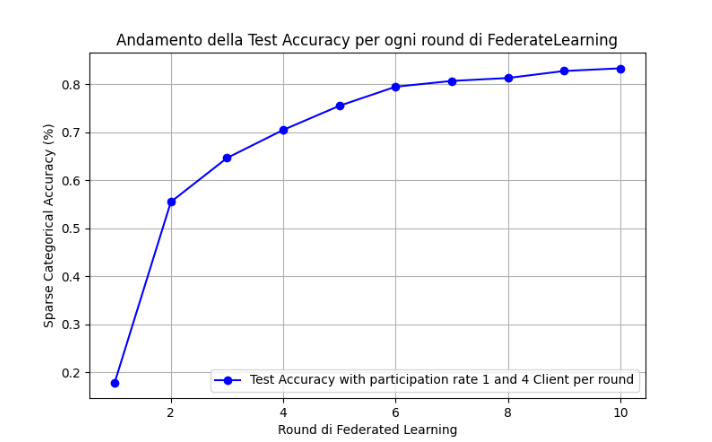 Andamento della Test Accuracy per ogni round di FederateLearning
Sparse Categorical Accuracy (%)
0.8
0.7
0.6
0.5
0.4
0.3
0.2
Test Accuracy with participation rate 1 and 4 Client per round
2 4 6 8 10
Round di Federated Learning